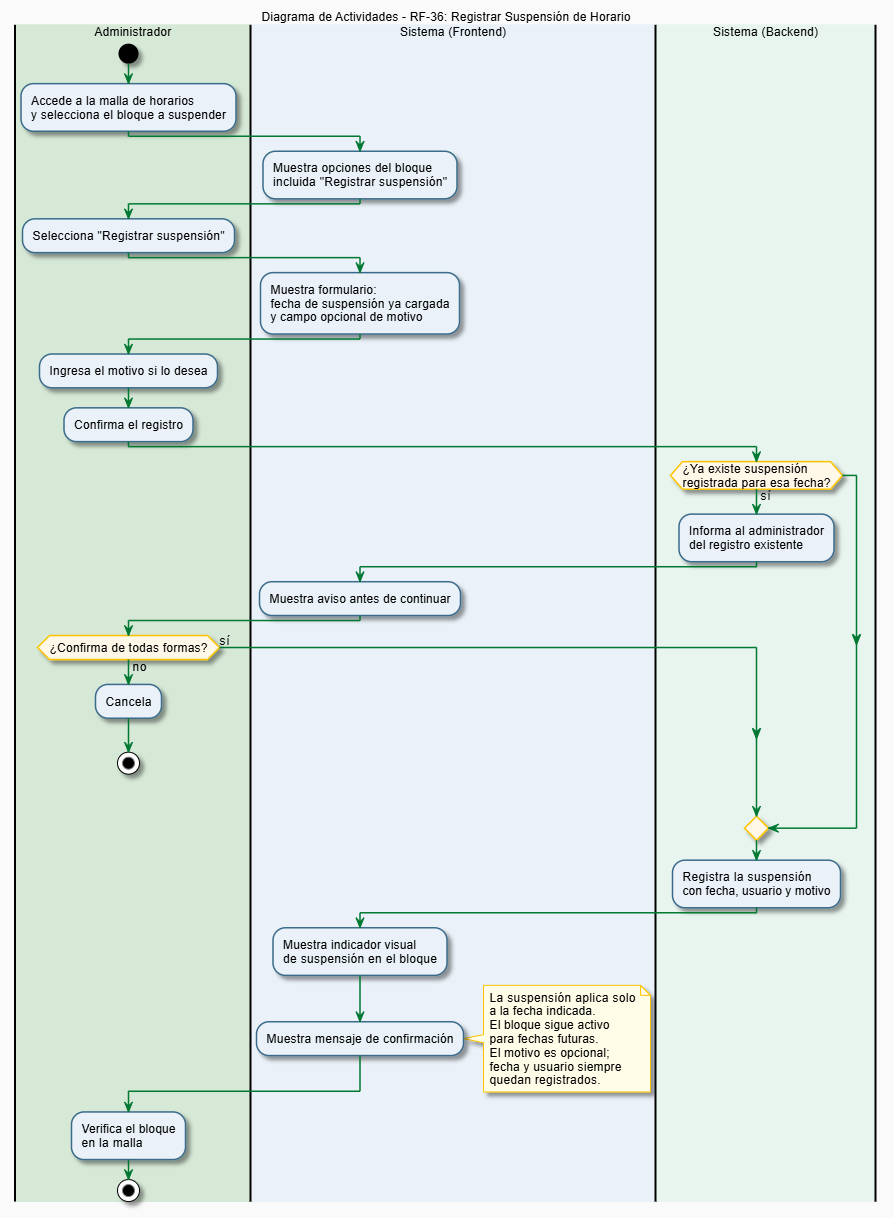 Diagrama de Actividades - RF-36: Registrar Suspensión de Horario
Administrador
Sistema (Frontend)
Sistema (Backend)
Accede a la malla de horarios
y selecciona el bloque a suspender
Muestra opciones del bloque
incluida "Registrar suspensión"
Selecciona "Registrar suspensión"
Muestra formulario:
fecha de suspensión ya cargada
y campo opcional de motivo
Ingresa el motivo si lo desea
Confirma el registro
¿Ya existe suspensión
registrada para esa fecha?
sí
Informa al administrador
del registro existente
Muestra aviso antes de continuar
¿Confirma de todas formas?
sí
no
Cancela
Registra la suspensión
con fecha, usuario y motivo
Muestra indicador visual
de suspensión en el bloque
La suspensión aplica solo
a la fecha indicada.
El bloque sigue activo
para fechas futuras.
El motivo es opcional;
fecha y usuario siempre
quedan registrados.
Muestra mensaje de confirmación
Verifica el bloque
en la malla